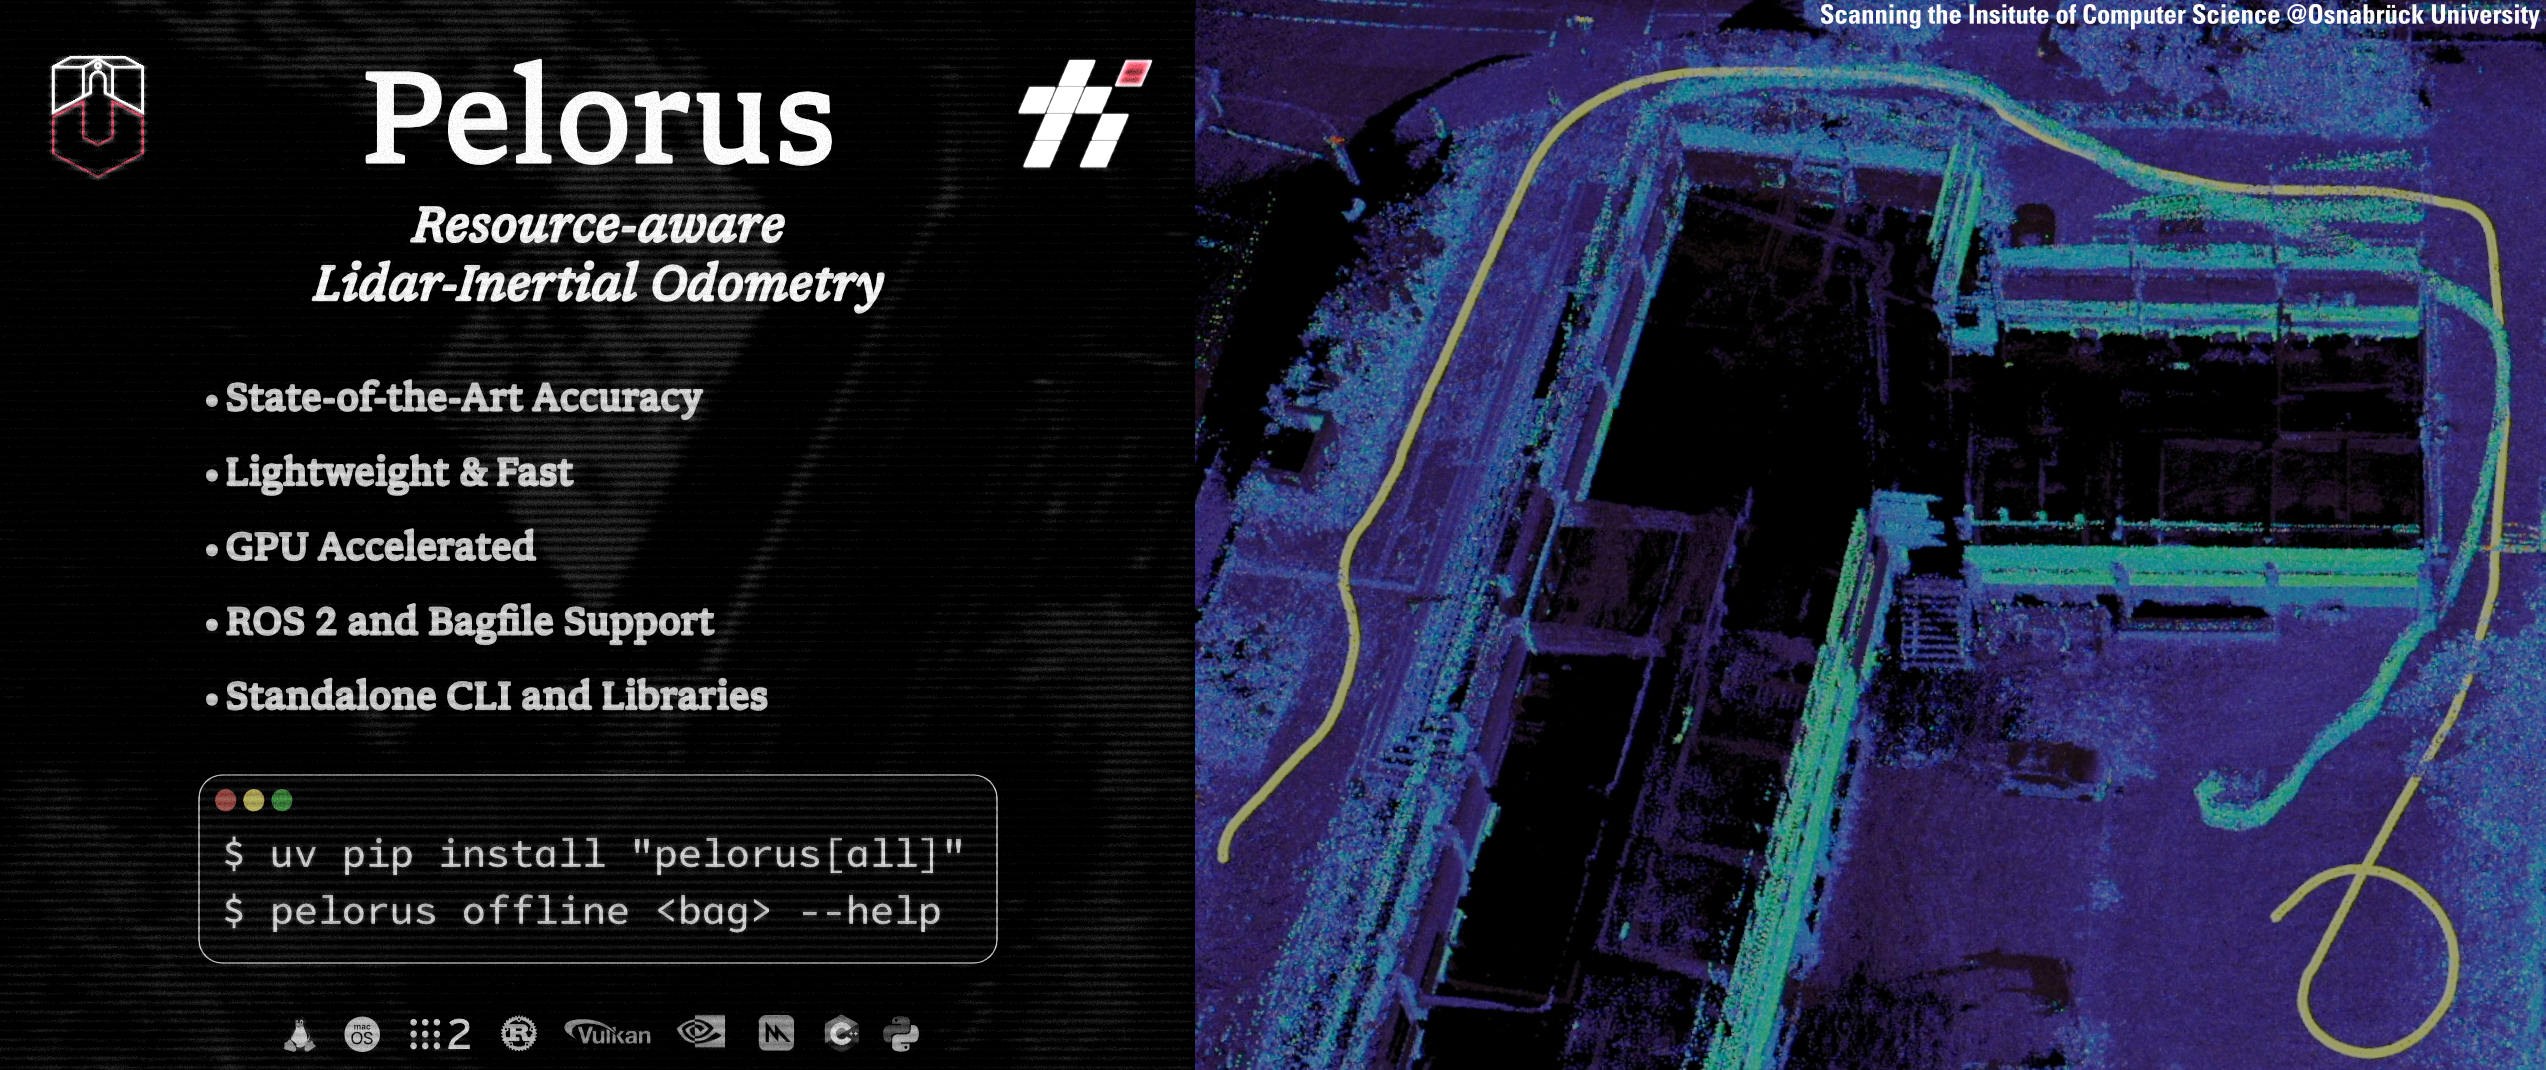 Scanning the Insitute of Computer Science @Osnabrück University
Pelorus
Resource-aware
Lidar-Inertial Odometry
• State-of-the-Art Accuracy
• Lightweight & Fast
• GPU Accelerated
• ROS 2 and Bagfile Support
• Standalone CLI and Libraries
$ uv pip install "pelorus[all]"
$ pelorus offline <bag> --help
mac
OS
2
R
Vulkan
C++